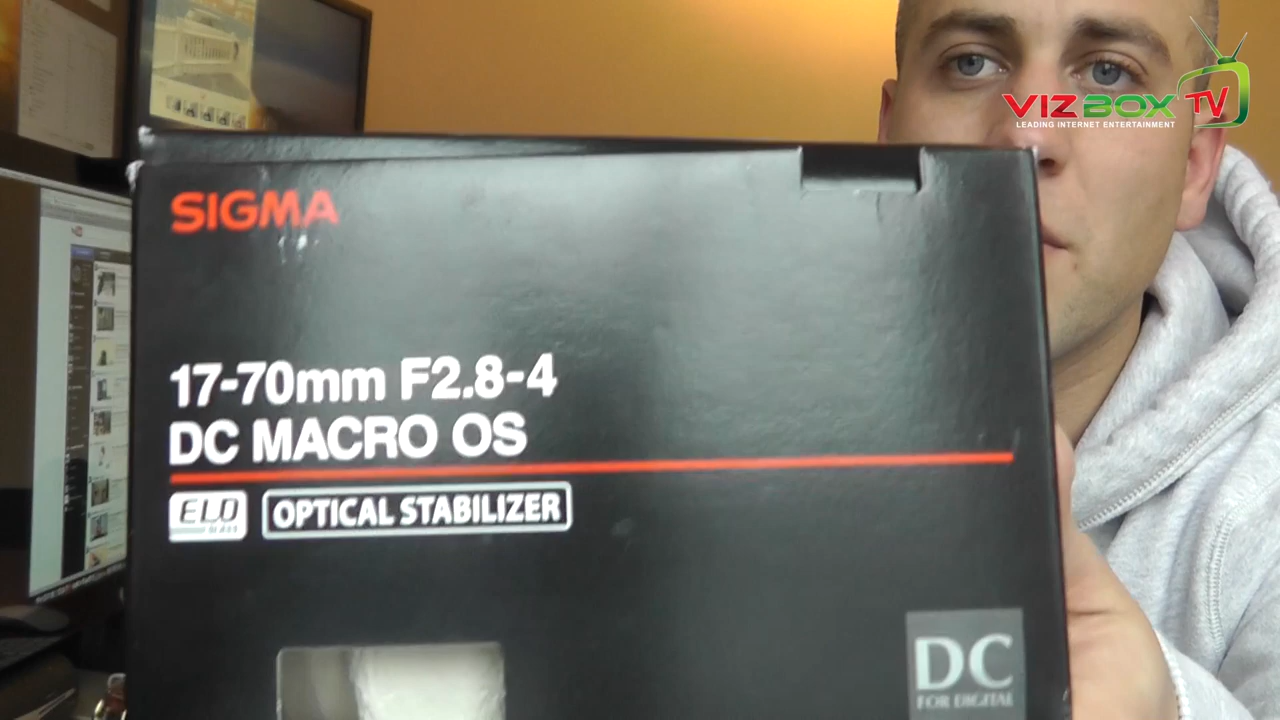 VIZBOX TV
LEADING INTERNET ENTERTAINMENT
SIGMA
17-70mm F2.8-4
DC MACRO OS
ELD GLASS OPTICAL STABILIZER
DC
FOR DIGITAL